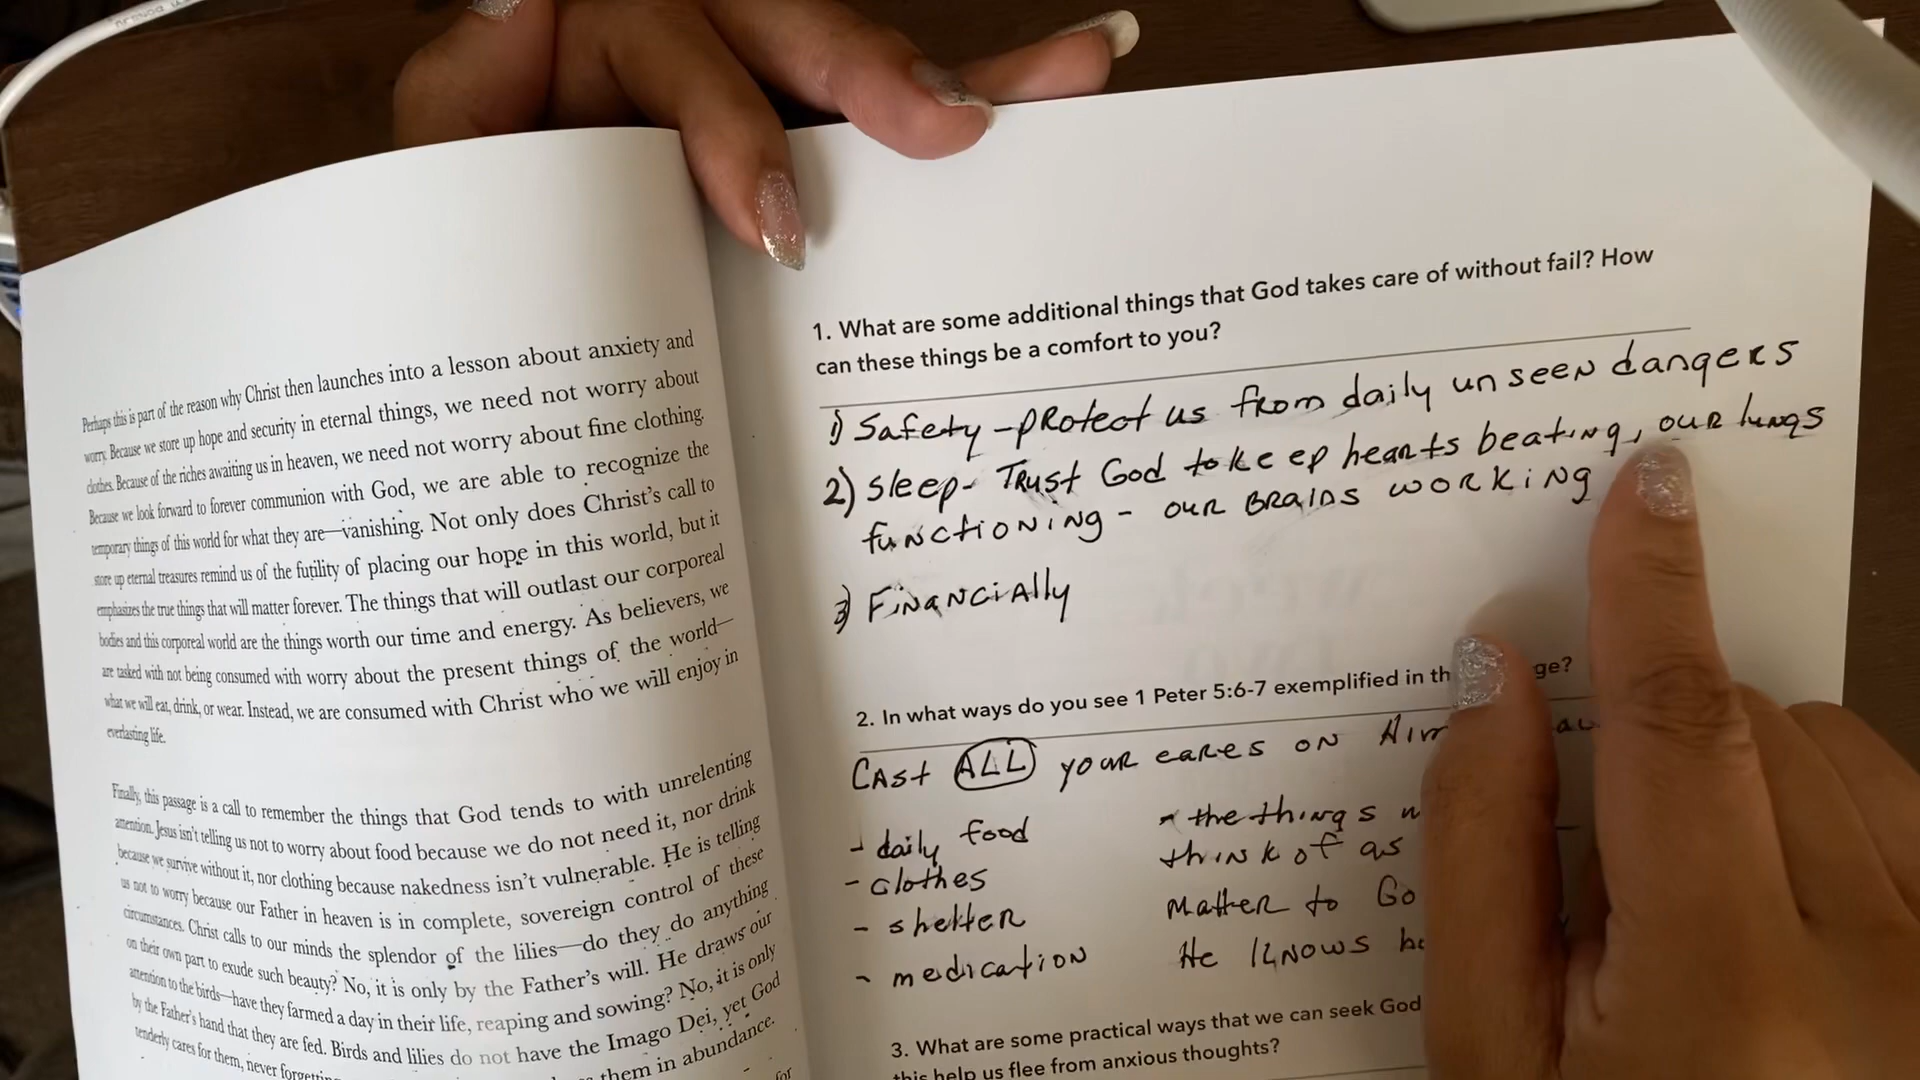 Perhaps this is part of the reason why Christ then launches into a lesson about anxiety and
worry. Because we store up hope and security in eternal things, we need not worry about
clothes. Because of the riches awaiting us in heaven, we need not worry about fine clothing.
Because we look forward to forever communion with God, we are able to recognize the
temporary things of this world for what they are—vanishing. Not only does Christ's call to
store up eternal treasures remind us of the futility of placing our hope in this world, but it
emphasizes the true things that will matter forever. The things that will outlast our corporeal
bodies and this corporeal world are the things worth our time and energy. As believers, we
are tasked with not being consumed with worry about the present things of the world—
what we will eat, drink, or wear. Instead, we are consumed with Christ who we will enjoy in
everlasting life.
Finally, this passage is a call to remember the things that God tends to with unrelenting
attention. Jesus isn't telling us not to worry about food because we do not need it, nor drink
because we survive without it, nor clothing because nakedness isn't vulnerable. He is telling
us not to worry because our Father in heaven is in complete, sovereign control of these
circumstances. Christ calls to our minds the splendor of the lilies—do they do anything
on their own part to exude such beauty? No, it is only by the Father's will. He draws our
attention to the birds—have they farmed a day in their life, reaping and sowing? No, it is only
by the Father's hand that they are fed. Birds and lilies do not have the Imago Dei, yet God
tenderly cares for them, never them in abundance.
for
1. What are some additional things that God takes care of without fail? How
can these things be a comfort to you?
1) Safety - protect us from daily unseen dangers
2) Sleep - Trust God to keep hearts beating, our lungs
functioning - our brains working
3) Financially
2. In what ways do you see 1 Peter 5:6-7 exemplified in
Cast ALL your cares on Him
- daily food
- clothes
- shelter
- medication
- the things
think of as
matter to
He knows
3. What are some practical ways that we can seek God
this help us flee from anxious thoughts?